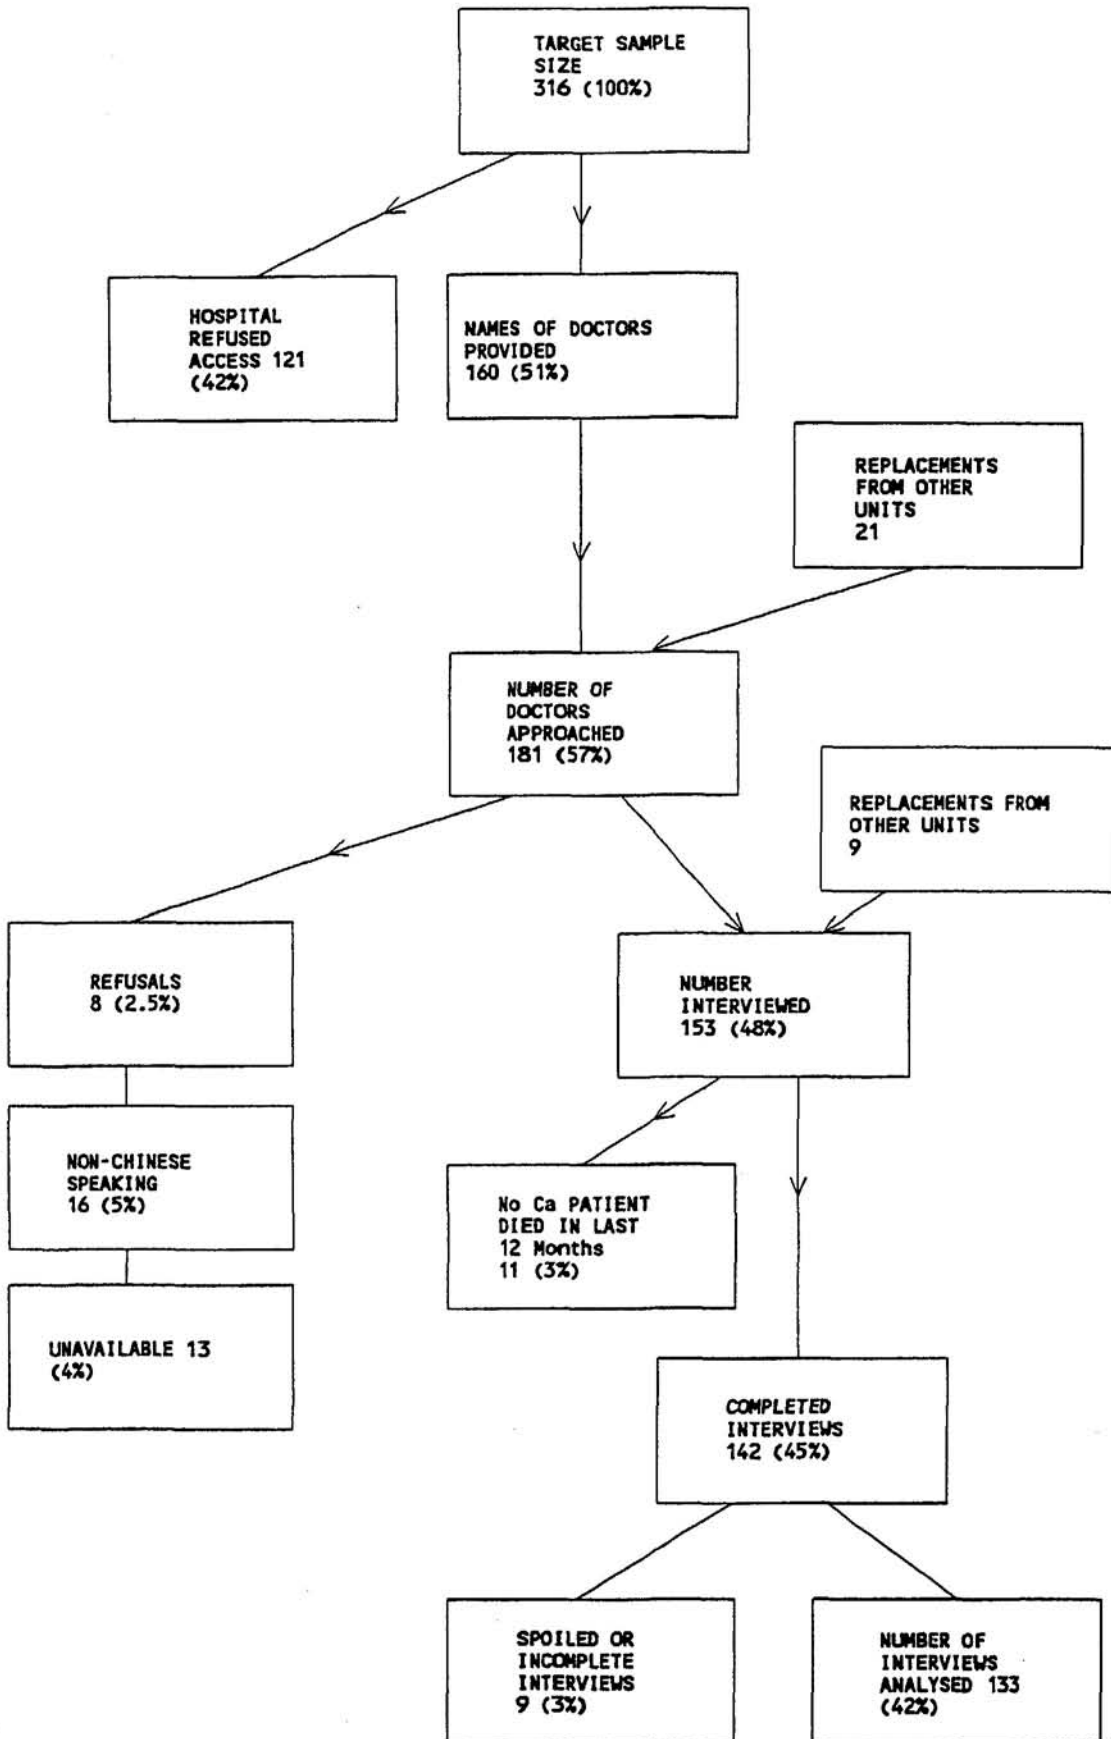 TARGET SAMPLE
SIZE
316 (100%)
HOSPITAL
REFUSED
ACCESS 121
(42%)
NAMES OF DOCTORS
PROVIDED
160 (51%)
REPLACEMENTS
FROM OTHER
UNITS
21
NUMBER OF
DOCTORS
APPROACHED
181 (57%)
REPLACEMENTS FROM
OTHER UNITS
9
REFUSALS
8 (2.5%)
NUMBER
INTERVIEWED
153 (48%)
NON-CHINESE
SPEAKING
16 (5%)
No Ca PATIENT
DIED IN LAST
12 Months
11 (3%)
UNAVAILABLE 13
(4%)
COMPLETED
INTERVIEWS
142 (45%)
SPOILED OR
INCOMPLETE
INTERVIEWS
9 (3%)
NUMBER OF
INTERVIEWS
ANALYSED 133
(42%)